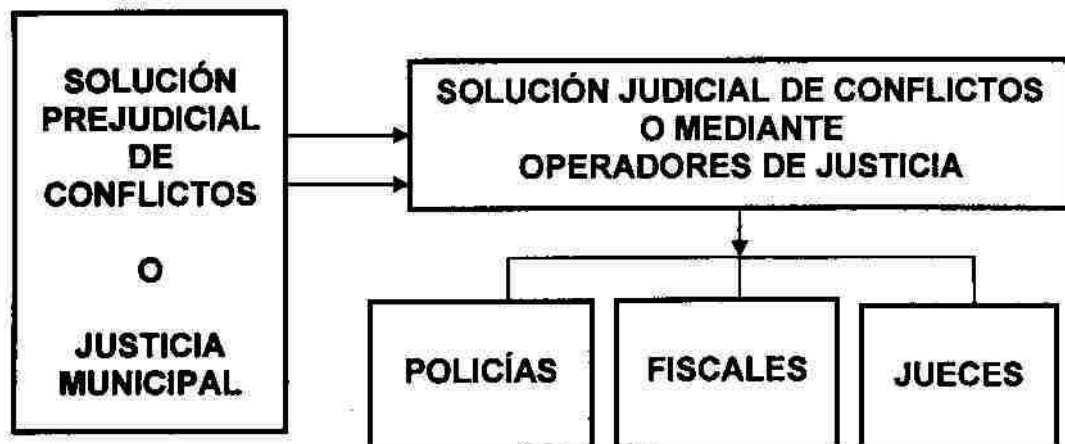 SOLUCIÓN
PREJUDICIAL
DE
CONFLICTOS
O
JUSTICIA
MUNICIPAL
SOLUCIÓN JUDICIAL DE CONFLICTOS
O MEDIANTE
OPERADORES DE JUSTICIA
POLICÍAS
FISCALES
JUECES